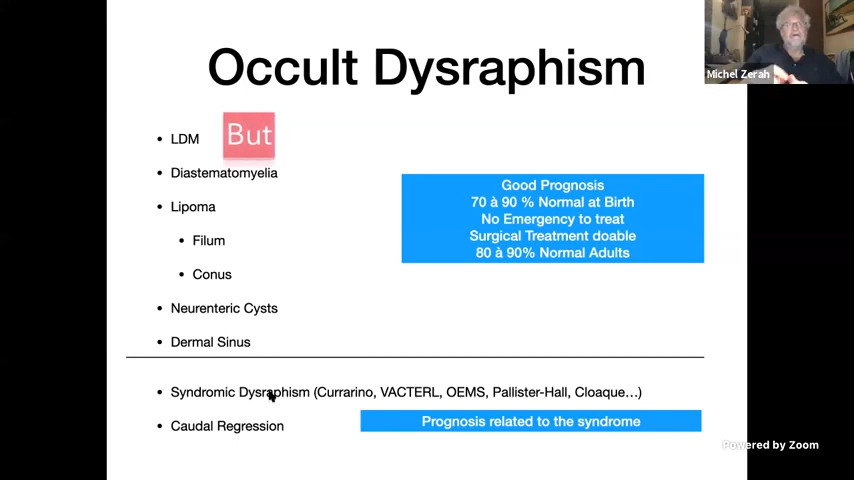 Occult Dysraphism
Michel Zerah
• LDM
But
• Diastematomyelia
• Lipoma
• Filum
• Conus
• Neurenteric Cysts
• Dermal Sinus
Good Prognosis
70 à 90 % Normal at Birth
No Emergency to treat
Surgical Treatment doable
80 à 90% Normal Adults
• Syndromic Dysraphism (Currarino, VACTERL, OEMS, Pallister-Hall, Cloaque...)
• Caudal Regression
Prognosis related to the syndrome
Powered by Zoom